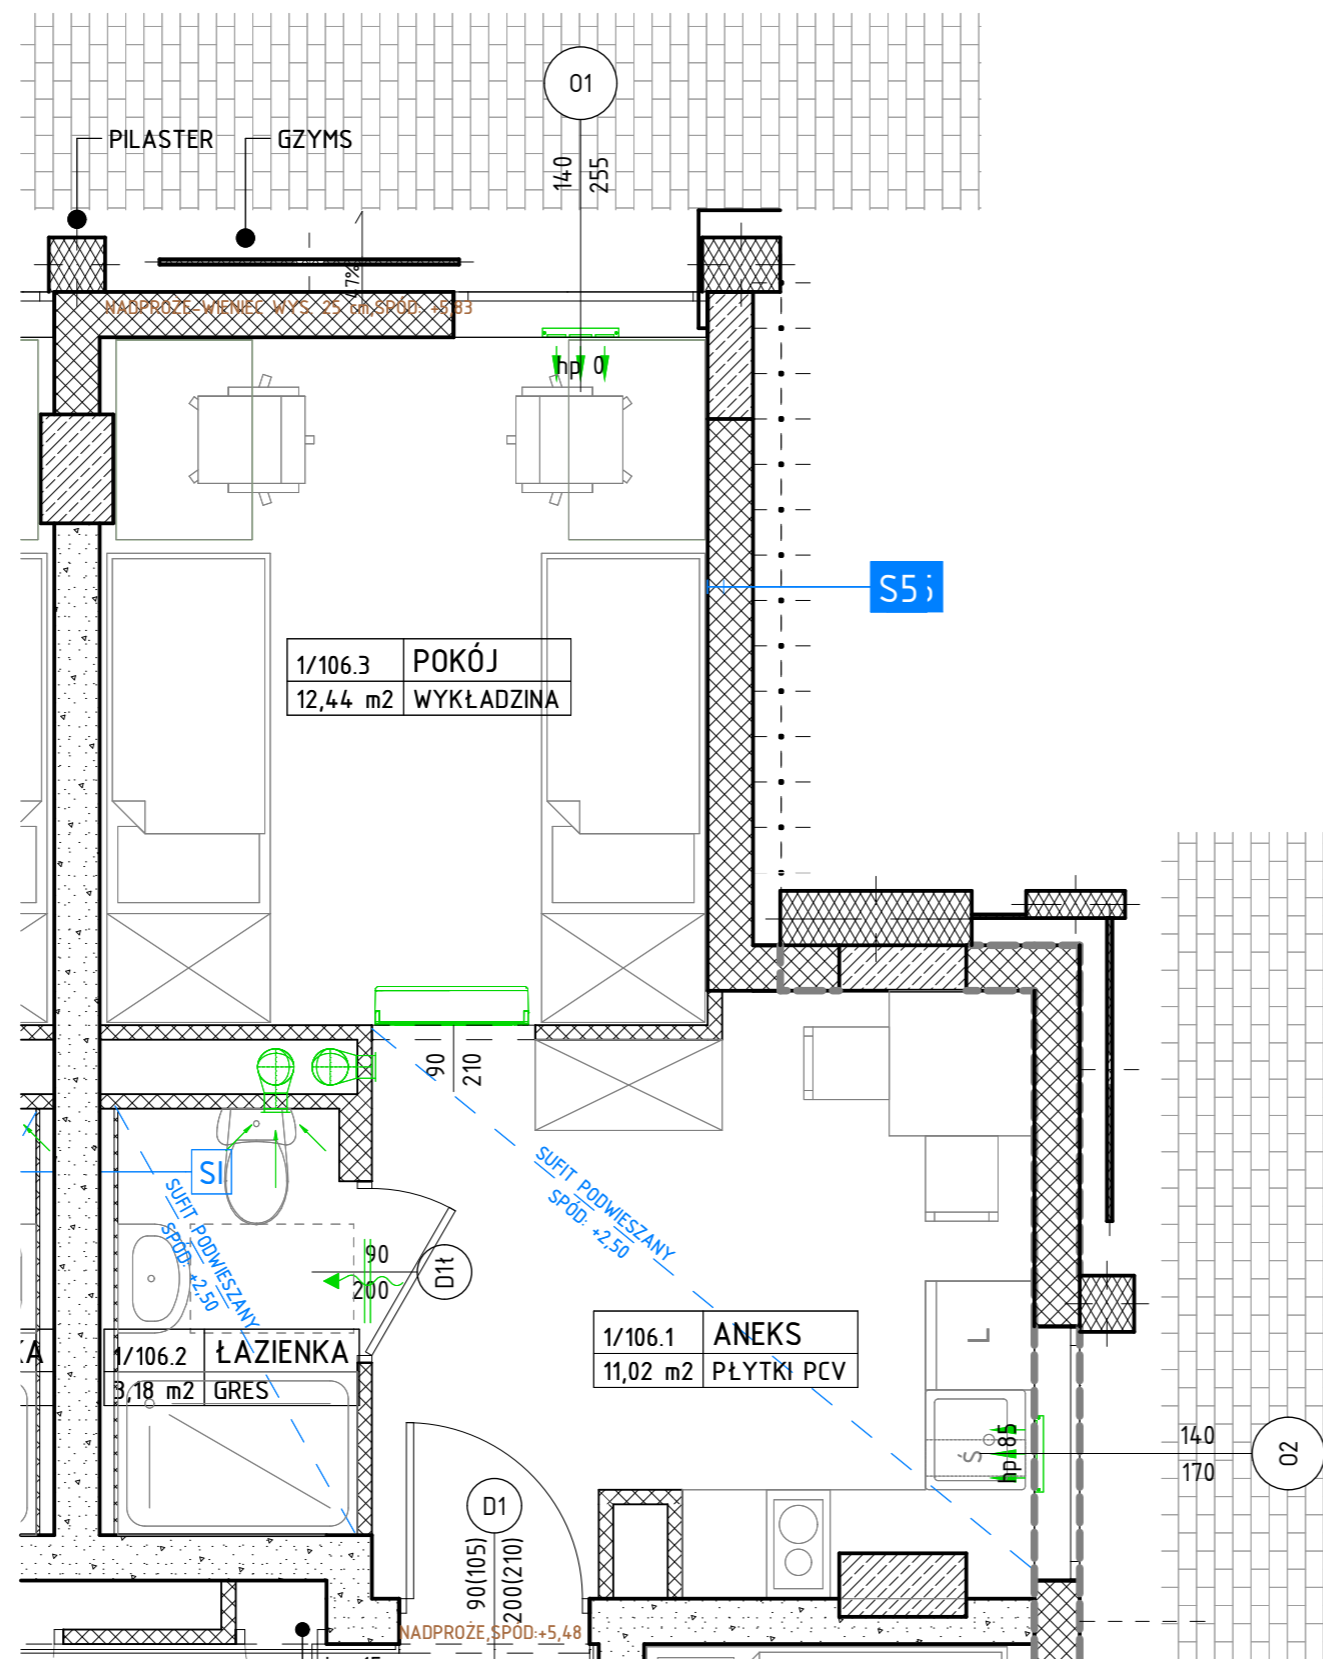 O1
PILASTER
GZYMS
140
255
7%
NADPROŻE-WIENIEC WYS. 25 cm,SPÓD: +5,83
hp 0
S5
1/106.3
POKÓJ
12,44 m2
WYKŁADZINA
90
210
SUFIT PODWIESZANY
SPÓD: +2,50
SUFIT PODWIESZANY
SPÓD: +2,50
90
200
D1ł
1/106.2
ŁAZIENKA
3,18 m2
GRES
1/106.1
ANEKS
11,02 m2
PŁYTKI PCV
L
Ś
hp 85
140
170
O2
D1
90(105)
200(210)
NADPROŻE,SPÓD:+5,48